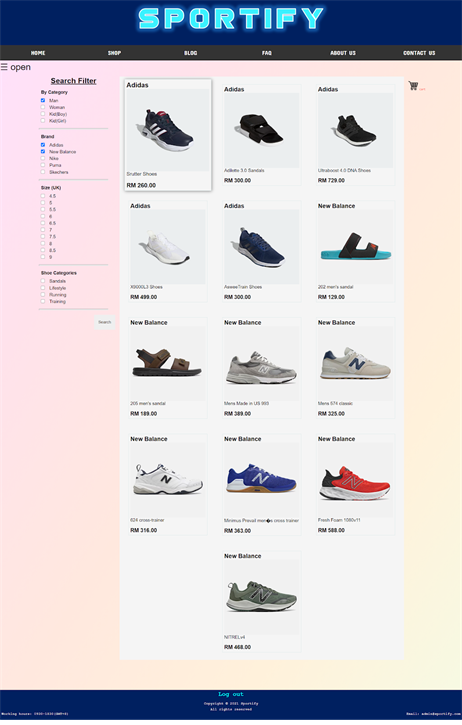 SPORTIFY
HOME SHOP BLOG FAQ ABOUT US CONTACT US
☰ open
Search Filter
By Category
Man
Woman
Kid(Boy)
Kid(Girl)
Brand
Adidas
New Balance
Nike
Puma
Skechers
Size (UK)
4.5
5
5.5
6
6.5
7
7.5
8
8.5
9
Shoe Categories
Sandals
Lifestyle
Running
Training
Search
Adidas
Shutter Shoes
RM 260.00
Adidas
Adilette 3.0 Sandals
RM 300.00
Adidas
Ultraboost 4.0 DNA Shoes
RM 729.00
Adidas
X9000L3 Shoes
RM 499.00
Adidas
AsweeTrain Shoes
RM 300.00
New Balance
202 men's sandal
RM 129.00
New Balance
205 men's sandal
RM 189.00
New Balance
Mens Made in US 993
RM 389.00
New Balance
Mens 574 classic
RM 325.00
New Balance
624 cross-trainer
RM 316.00
New Balance
Minimus Prevail men�s cross trainer
RM 363.00
New Balance
Fresh Foam 1080v11
RM 588.00
New Balance
NITRELv4
RM 468.00
Log out
Copyright © 2021 Sportify
All rights reserved
Email: admin@sportify.com